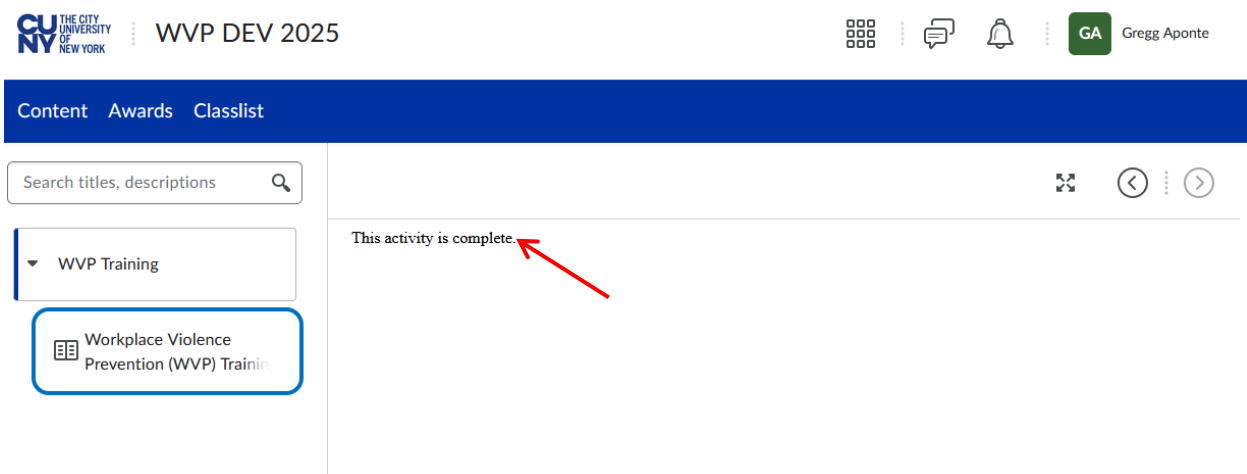 CUNY THE CITY UNIVERSITY OF NEW YORK
WVP DEV 2025
GA
Gregg Aponte
Content Awards Classlist
Search titles, descriptions
This activity is complete.
WVP Training
Workplace Violence
Prevention (WVP) Trainin